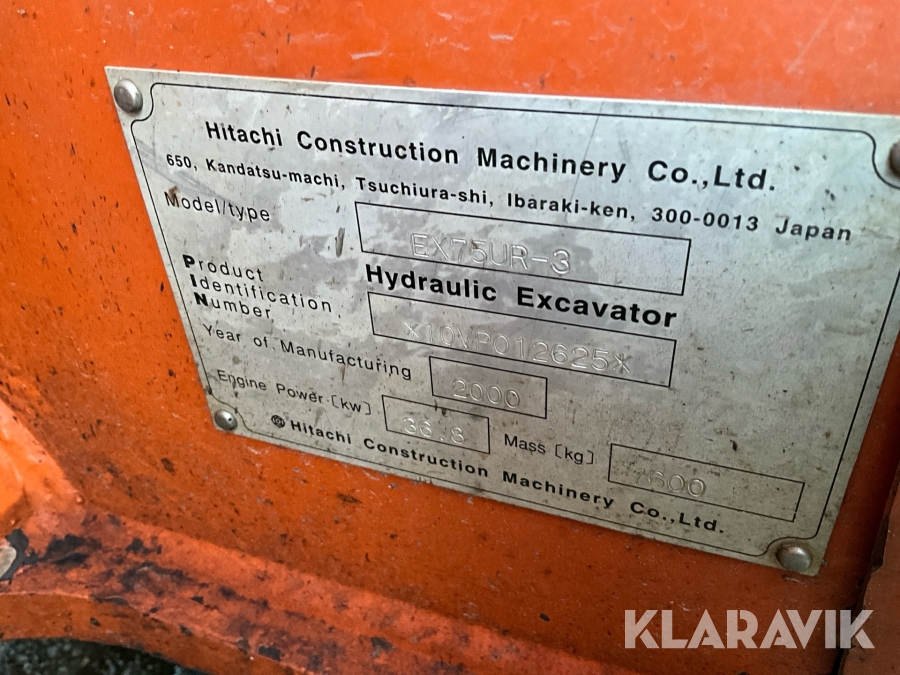 Hitachi Construction Machinery Co.,Ltd.
650, Kandatsu-machi, Tsuchiura-shi, Ibaraki-ken, 300-0013 Japan
Model/type EX75UR-3
Hydraulic Excavator
Product
Identification
Number *10VP012625*
Year of Manufacturing 2000
Engine Power [kw] 36.8 Mass [kg] 7600
Hitachi Construction Machinery Co.,Ltd.
KLARAVIK